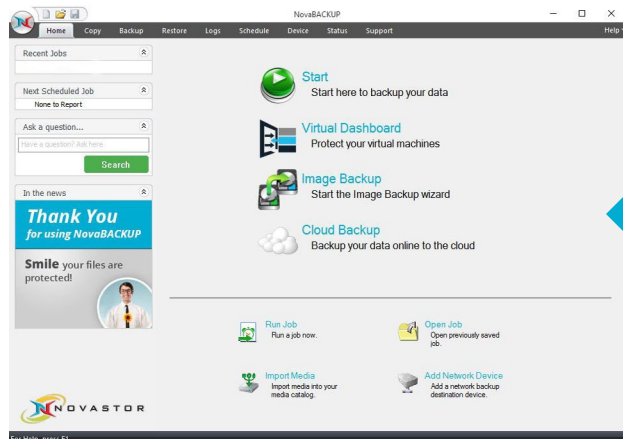 NovaBACKUP
Home Copy Backup Restore Logs Schedule Device Status Support Help
Recent Jobs
Next Scheduled Job
None to Report
Ask a question...
Have a question? Ask here
Search
In the news
Thank You
for using NovaBACKUP
Smile your files are
protected!
NOVASTOR
Start
Start here to backup your data
Virtual Dashboard
Protect your virtual machines
Image Backup
Start the Image Backup wizard
Cloud Backup
Backup your data online to the cloud
Run Job
Run a job now.
Open Job
Open previously saved
job.
Import Media
Import media into your
media catalog.
Add Network Device
Add a network backup
destination device.
For Help, press F1